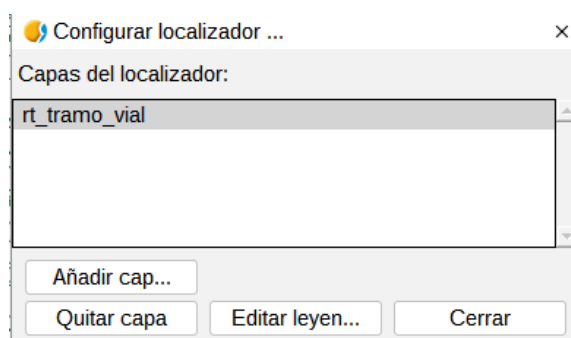 Configurar localizador ...
Capas del localizador:
rt_tramo_vial
Añadir cap...
Quitar capa
Editar leyen...
Cerrar